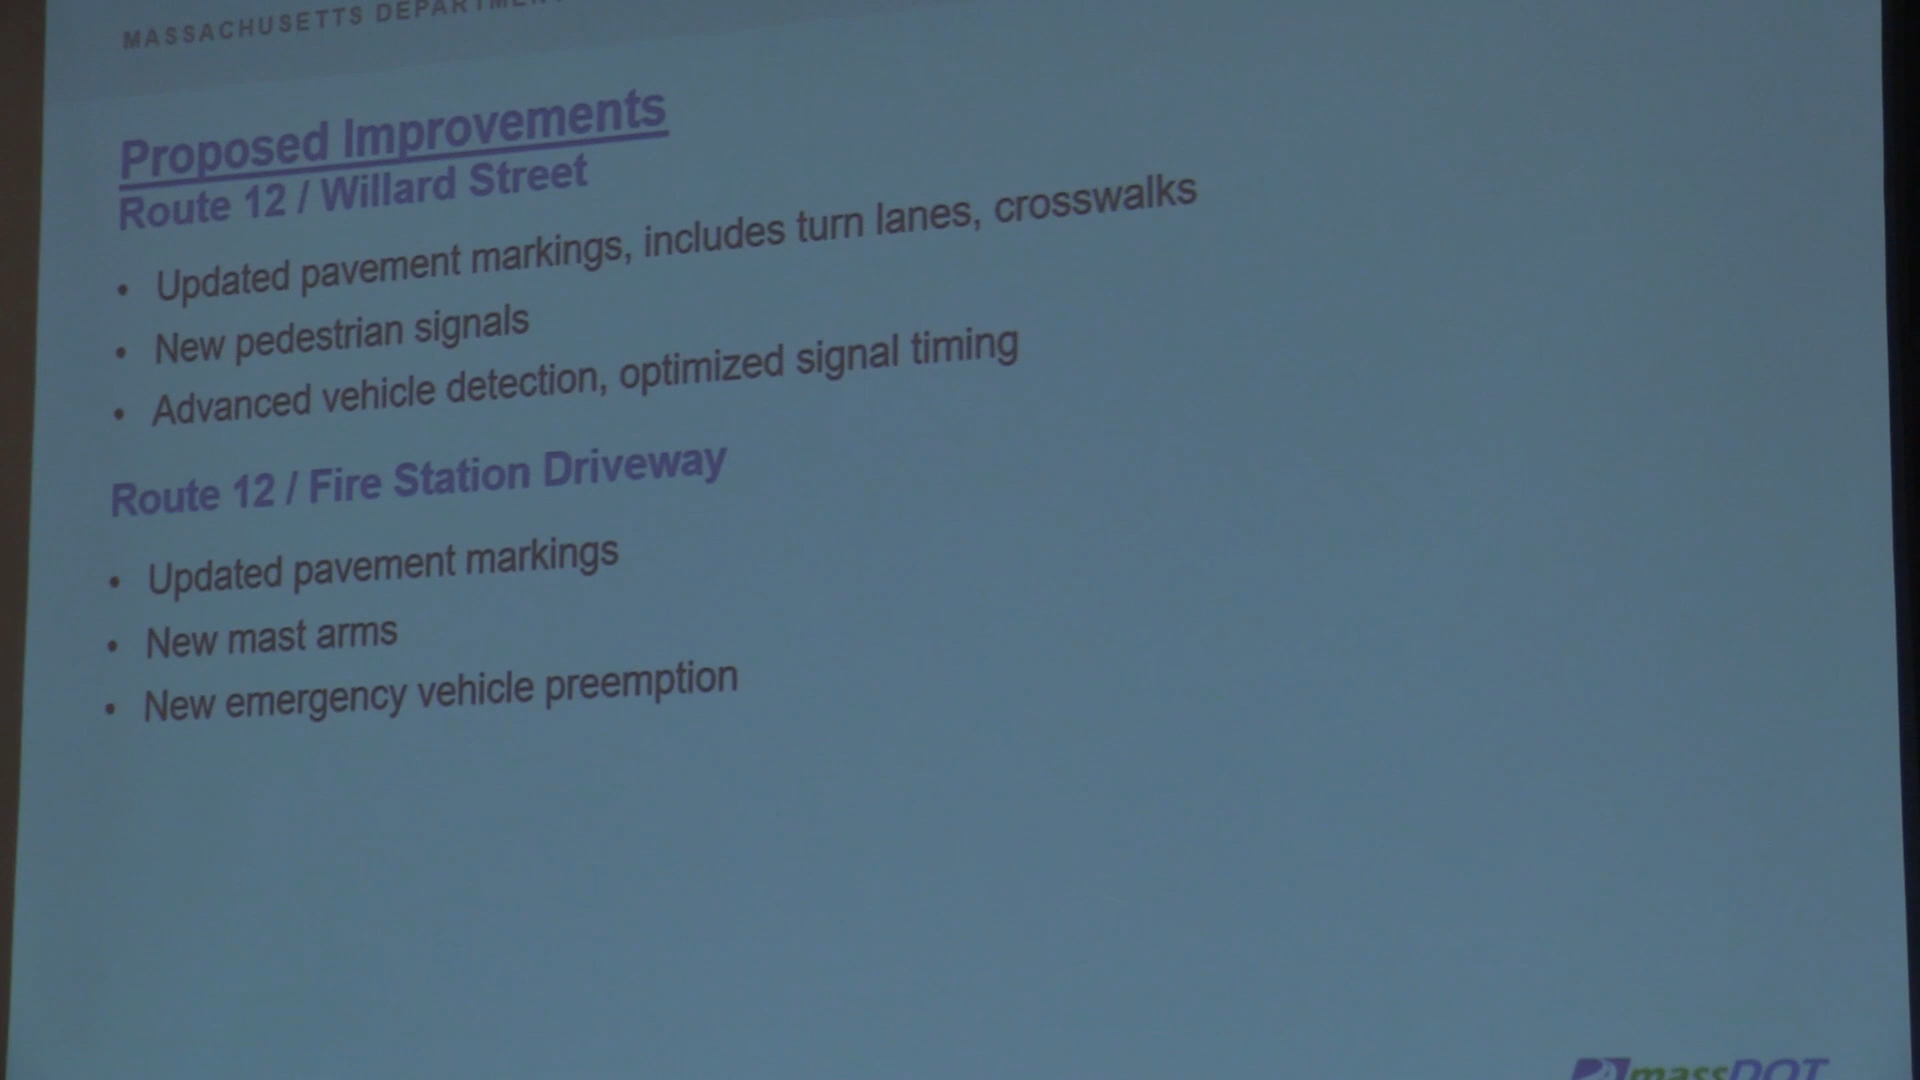 MASSACHUSETTS
Proposed Improvements
Route 12 / Willard Street
• Updated pavement markings, includes turn lanes, crosswalks
• New pedestrian signals
• Advanced vehicle detection, optimized signal timing
Route 12 / Fire Station Driveway
• Updated pavement markings
• New mast arms
• New emergency vehicle preemption
massDOT